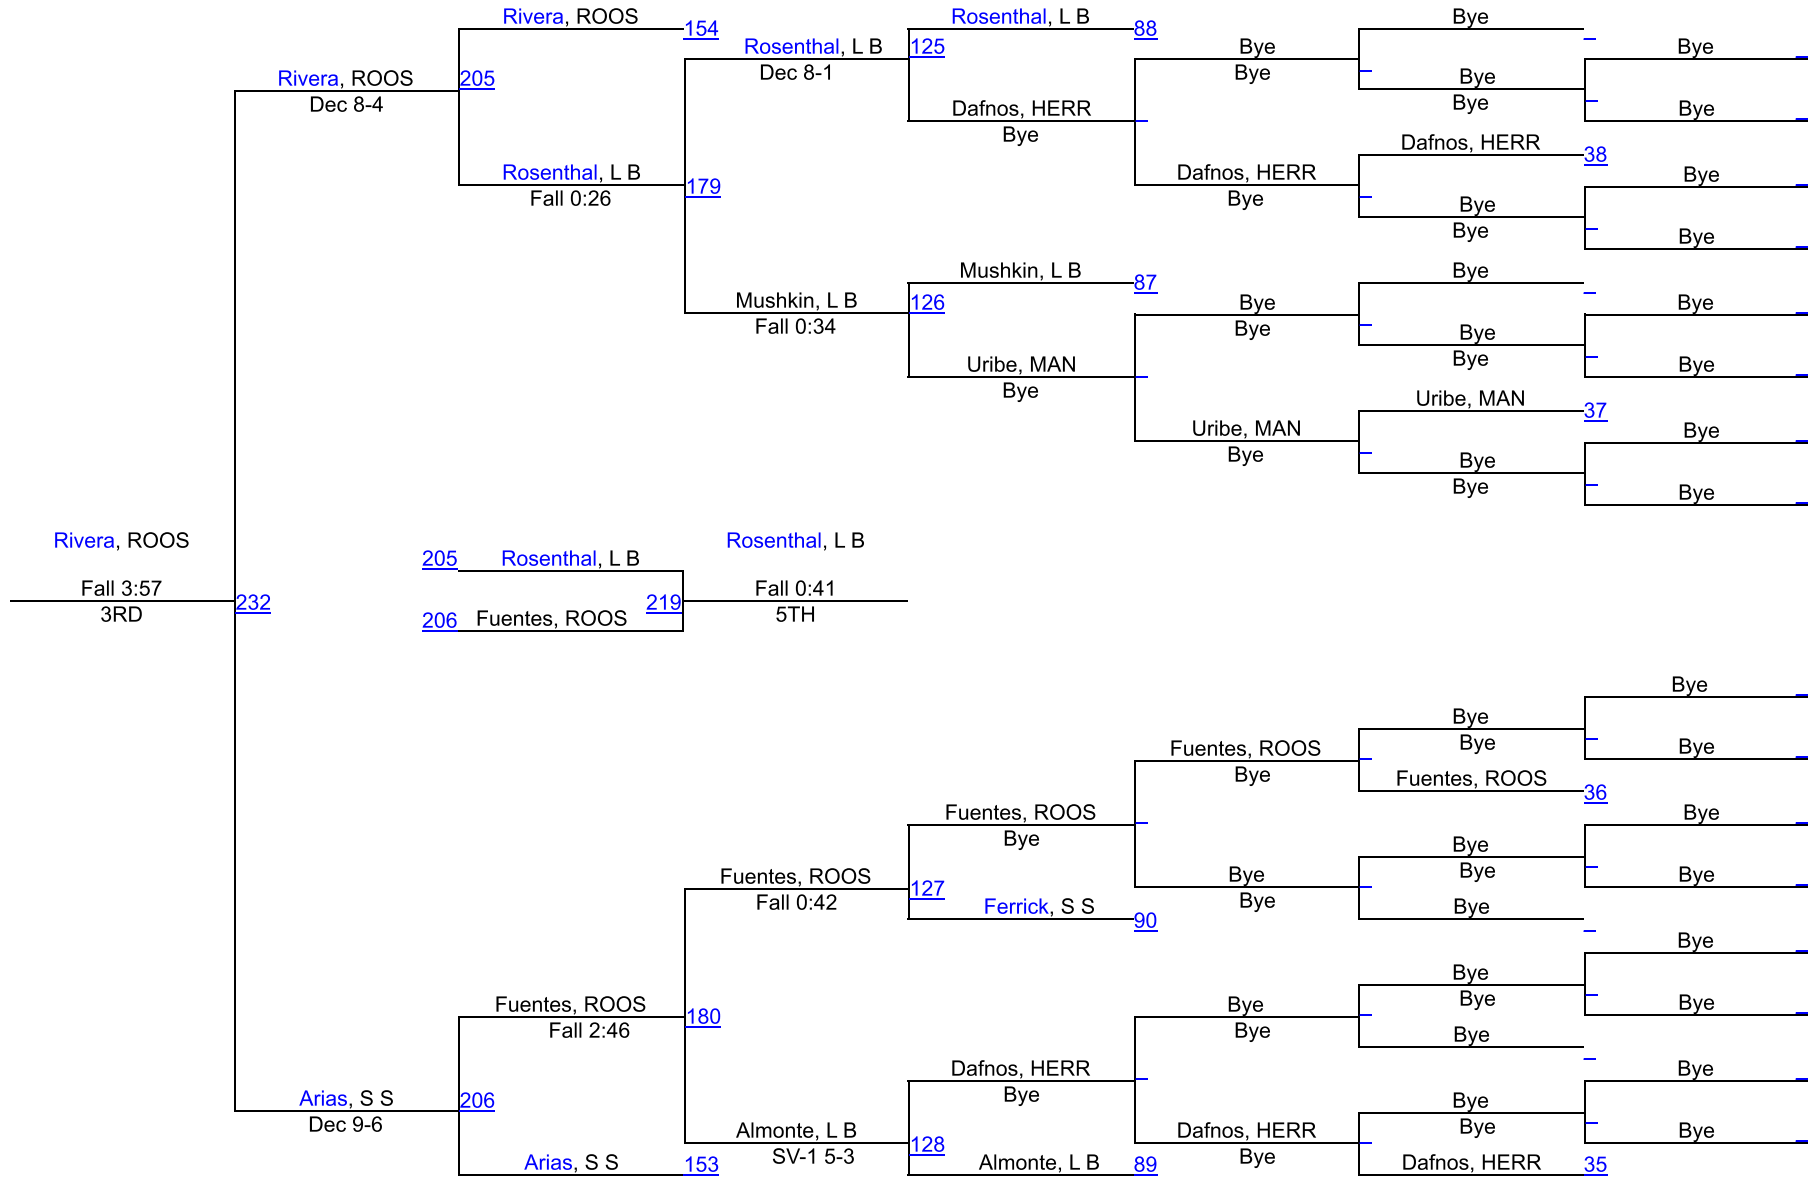 Rivera, ROOS
154
Rosenthal, L B
88
Bye
Rosenthal, L B
125
Bye
Bye
Dec 8-1
Bye
Rivera, ROOS
205
Bye
Dec 8-4
Bye
Dafnos, HERR
Bye
Bye
Dafnos, HERR
38
Rosenthal, L B
Dafnos, HERR
Bye
Fall 0:26
179
Bye
Bye
Bye
Bye
Mushkin, L B
87
Bye
Mushkin, L B
126
Bye
Bye
Fall 0:34
Bye
Bye
Uribe, MAN
Bye
Bye
Bye
Uribe, MAN
37
Uribe, MAN
Bye
Bye
Bye
Bye
Bye
Rivera, ROOS
Rosenthal, L B
205
Rosenthal, L B
Fall 3:57
Fall 0:41
232
219
3RD
206
Fuentes, ROOS
5TH
Bye
Bye
Bye
Fuentes, ROOS
Bye
Bye
Fuentes, ROOS
36
Fuentes, ROOS
Bye
Bye
Bye
Fuentes, ROOS
Bye
Bye
Bye
127
Fall 0:42
Bye
Ferrick, S S
90
Bye
Bye
Bye
Fuentes, ROOS
Bye
Bye
Bye
180
Fall 2:46
Bye
Bye
Dafnos, HERR
Bye
Bye
Arias, S S
206
Bye
Dec 9-6
Almonte, L B
Dafnos, HERR
Bye
Bye
128
SV-1 5-3
Bye
Arias, S S
153
Almonte, L B
89
Dafnos, HERR
35